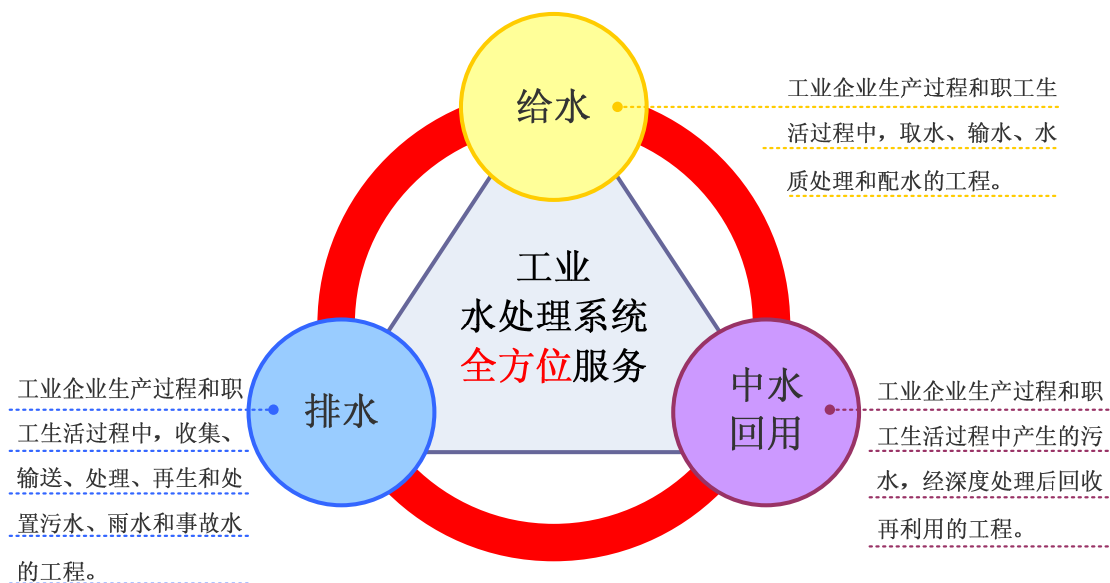 给水
工业企业生产过程和职工生
活过程中，取水、输水、水
质处理和配水的工程。
工业
水处理系统
全方位服务
排水
工业企业生产过程和职
工生活过程中，收集、
输送、处理、再生和处
置污水、雨水和事故水
的工程。
中水
回用
工业企业生产过程和职
工生活过程中产生的污
水，经深度处理后回收
再利用的工程。